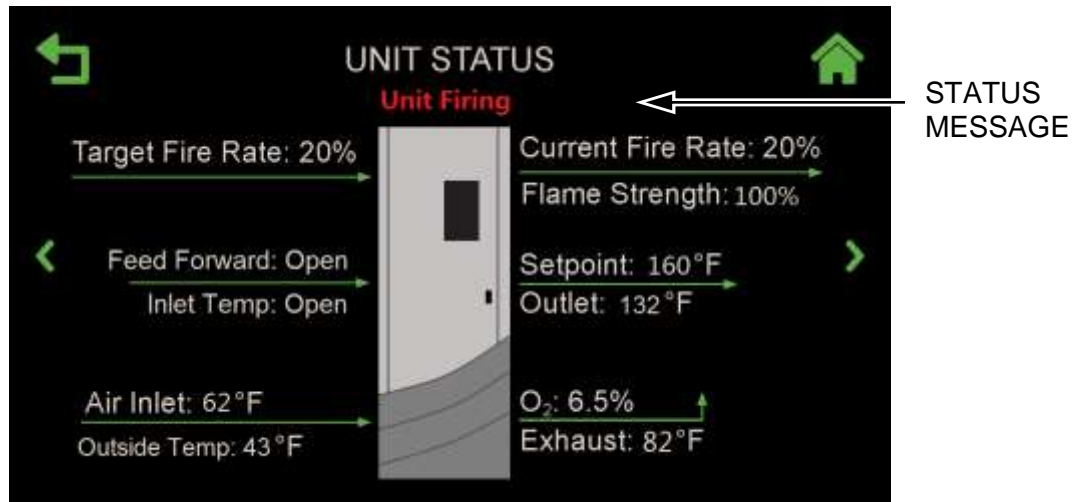 UNIT STATUS
Unit Firing
STATUS
MESSAGE
Target Fire Rate: 20%
Current Fire Rate: 20%
Flame Strength: 100%
Feed Forward: Open
Inlet Temp: Open
Setpoint: 160°F
Outlet: 132°F
Air Inlet: 62°F
Outside Temp: 43°F
O₂: 6.5%
Exhaust: 82°F